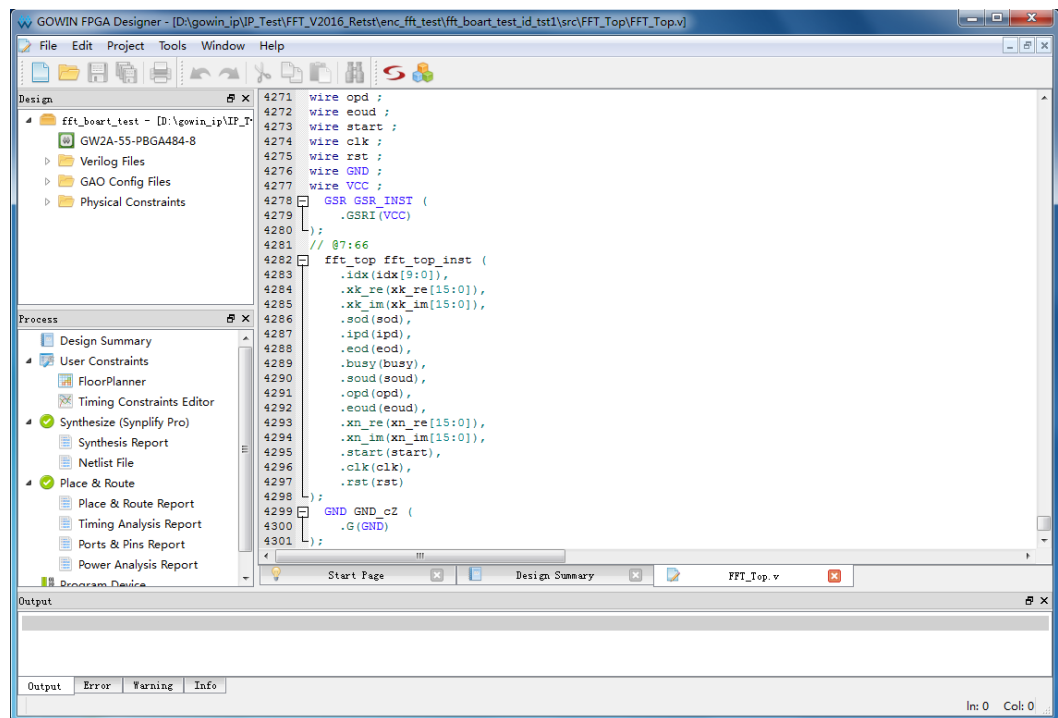 GOWIN FPGA Designer - [D:\gowin_ip\IP_Test\FFT_V2016_Retst\enc_fft_test\fft_boart_test_id_tst1\src\FFT_Top\FFT_Top.v]
File Edit Project Tools Window Help
Design
fft_boart_test - [D:\gowin_ip\IP_T
GW2A-55-PBGA484-8
Verilog Files
GAO Config Files
Physical Constraints
Process
Design Summary
User Constraints
FloorPlanner
Timing Constraints Editor
Synthesize (Synplify Pro)
Synthesis Report
Netlist File
Place & Route
Place & Route Report
Timing Analysis Report
Ports & Pins Report
Power Analysis Report
Program Device
4271 wire opd ;
4272 wire eoud ;
4273 wire start ;
4274 wire clk ;
4275 wire rst ;
4276 wire GND ;
4277 wire VCC ;
4278 GSR GSR_INST (
4279 .GSRI(VCC)
4280 );
4281 // @7:66
4282 fft_top fft_top_inst (
4283 .idx(idx[9:0]),
4284 .xk_re(xk_re[15:0]),
4285 .xk_im(xk_im[15:0]),
4286 .sod(sod),
4287 .ipd(ipd),
4288 .eod(eod),
4289 .busy(busy),
4290 .soud(soud),
4291 .opd(opd),
4292 .eoud(eoud),
4293 .xn_re(xn_re[15:0]),
4294 .xn_im(xn_im[15:0]),
4295 .start(start),
4296 .clk(clk),
4297 .rst(rst)
4298 );
4299 GND GND_cZ (
4300 .G(GND)
4301 );
Start Page Design Summary FFT_Top.v
Output
Output Error Warning Info
ln: 0 Col: 0